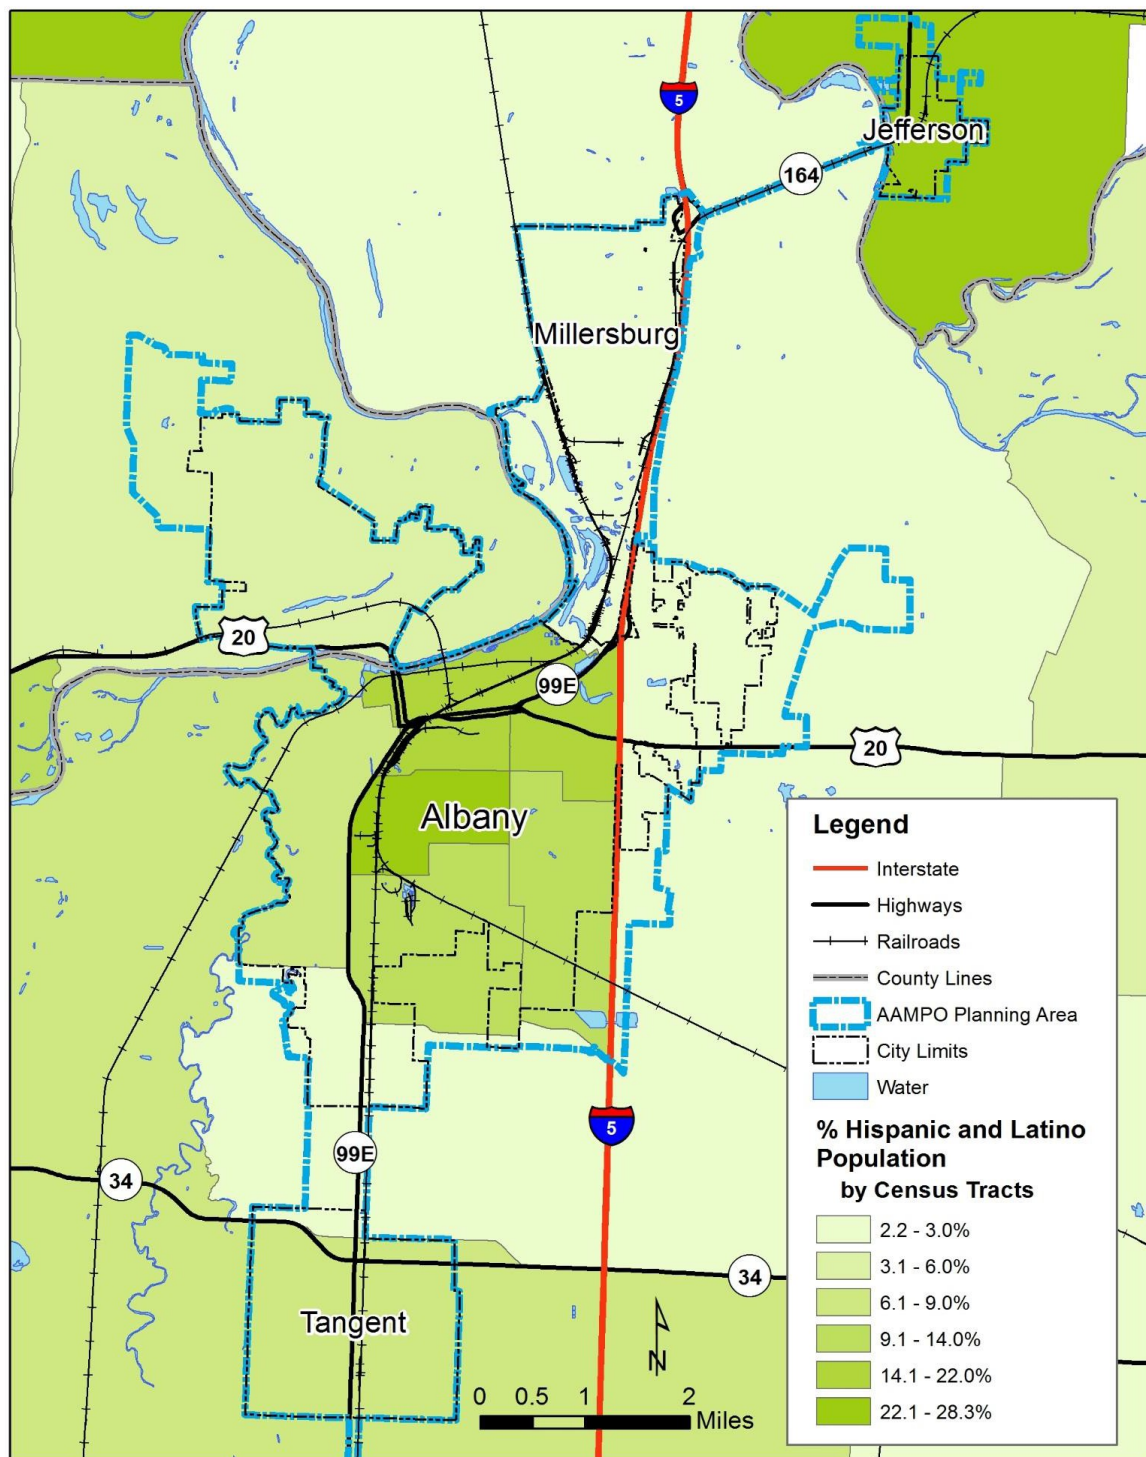 5
Jefferson
164
Millersburg
20
99E
20
Albany
Legend
Interstate
Highways
Railroads
County Lines
AAMPO Planning Area
City Limits
Water
% Hispanic and Latino
Population
by Census Tracts
2.2 - 3.0%
3.1 - 6.0%
6.1 - 9.0%
9.1 - 14.0%
14.1 - 22.0%
22.1 - 28.3%
5
99E
34
34
Tangent
N
0 0.5 1 2
Miles